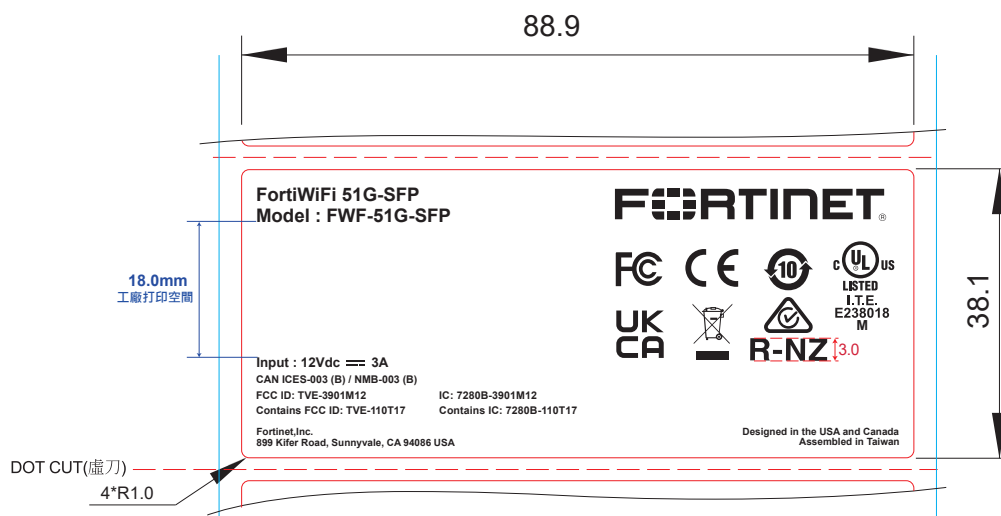 88.9
FortiWiFi 51G-SFP
Model : FWF-51G-SFP
FORTINET®
18.0mm
工廠打印空間
FC CE 10 C UL® US
LISTED
I.T.E.
E238018
M
38.1
UK
CA
R-NZ 3.0
Input : 12Vdc ⎓ 3A
CAN ICES-003 (B) / NMB-003 (B)
FCC ID: TVE-3901M12 IC: 7280B-3901M12
Contains FCC ID: TVE-110T17 Contains IC: 7280B-110T17
Fortinet,Inc.
899 Kifer Road, Sunnyvale, CA 94086 USA
Designed in the USA and Canada
Assembled in Taiwan
DOT CUT(虛刀)
4*R1.0